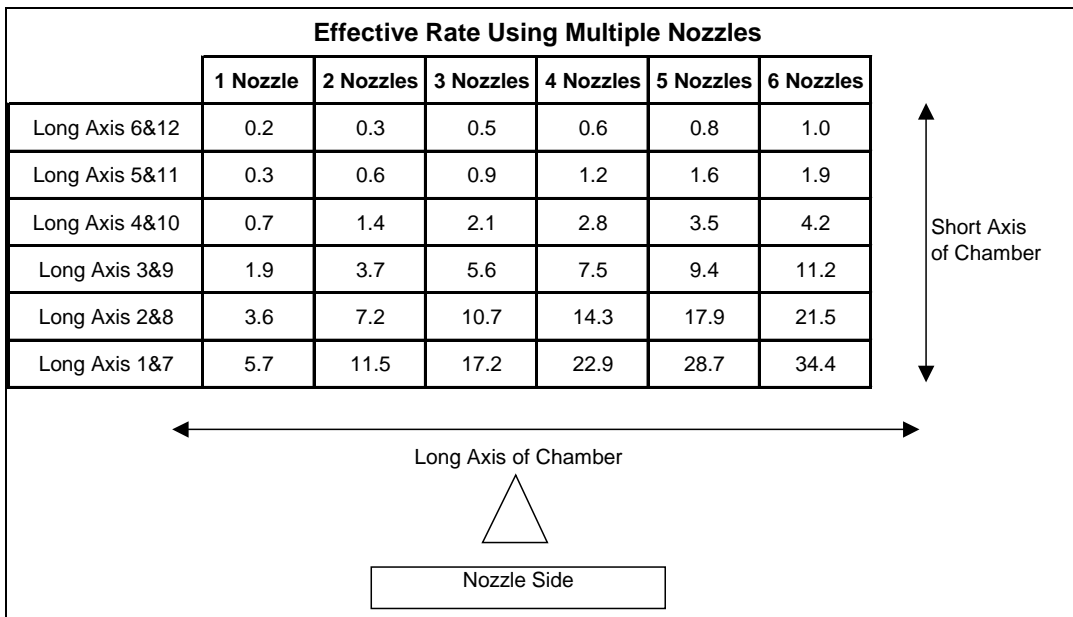 Effective Rate Using Multiple Nozzles
1 Nozzle 2 Nozzles 3 Nozzles 4 Nozzles 5 Nozzles 6 Nozzles
Long Axis 6&12 0.2 0.3 0.5 0.6 0.8 1.0
Long Axis 5&11 0.3 0.6 0.9 1.2 1.6 1.9
Long Axis 4&10 0.7 1.4 2.1 2.8 3.5 4.2
Long Axis 3&9 1.9 3.7 5.6 7.5 9.4 11.2
Long Axis 2&8 3.6 7.2 10.7 14.3 17.9 21.5
Long Axis 1&7 5.7 11.5 17.2 22.9 28.7 34.4
Short Axis
of Chamber
Long Axis of Chamber
Nozzle Side